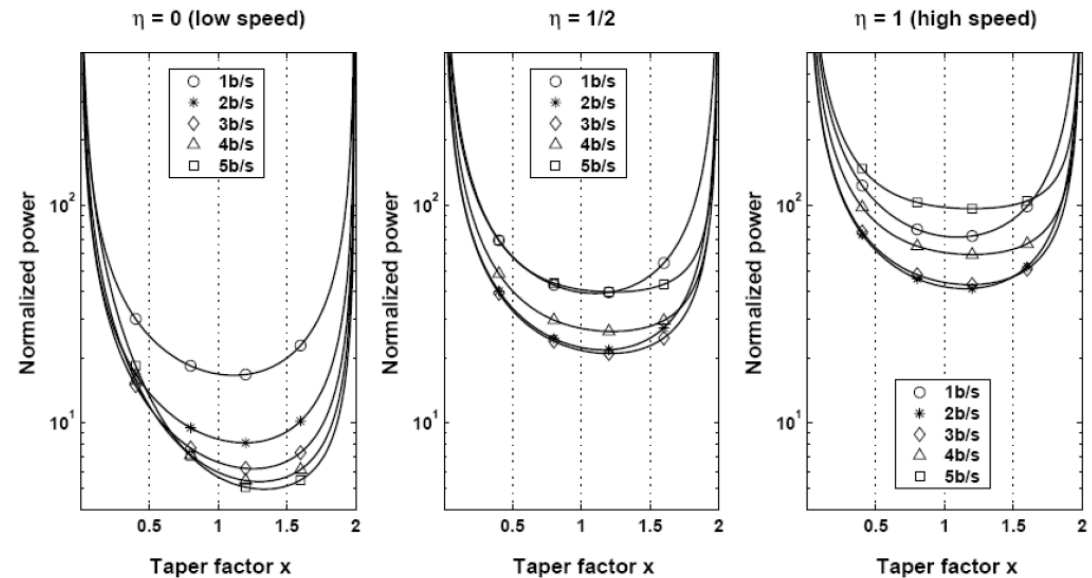 η = 0 (low speed)
Normalized power
10²
10¹
1b/s
2b/s
3b/s
4b/s
5b/s
0.5
1
1.5
2
Taper factor x
η = 1/2
Normalized power
10²
10¹
1b/s
2b/s
3b/s
4b/s
5b/s
0.5
1
1.5
2
Taper factor x
η = 1 (high speed)
Normalized power
10²
10¹
1b/s
2b/s
3b/s
4b/s
5b/s
0.5
1
1.5
2
Taper factor x